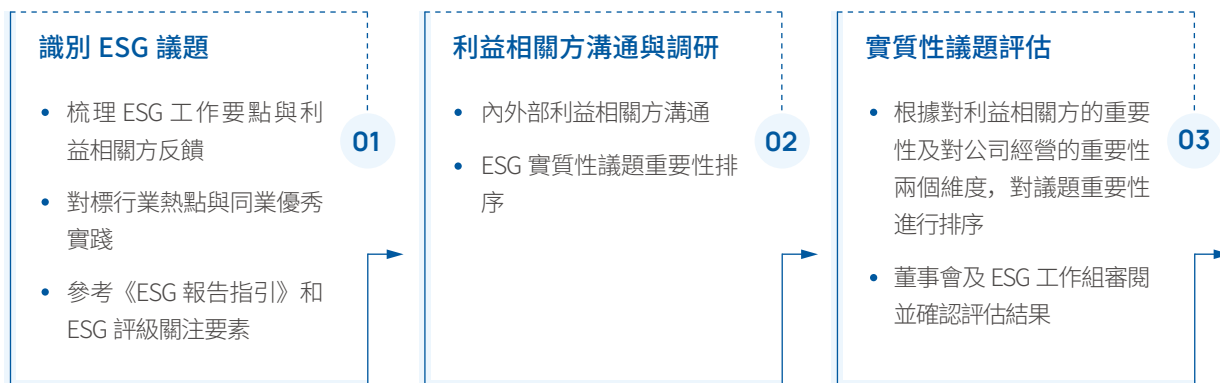 識別 ESG 議題
• 梳理 ESG 工作要點與利
益相關方反饋
• 對標行業熱點與同業優秀
實踐
• 參考《ESG 報告指引》和
ESG 評級關注要素
01
利益相關方溝通與調研
• 內外部利益相關方溝通
• ESG 實質性議題重要性排
序
02
實質性議題評估
• 根據對利益相關方的重要
性及對公司經營的重要性
兩個維度，對議題重要性
進行排序
• 董事會及 ESG 工作組審閱
並確認評估結果
03